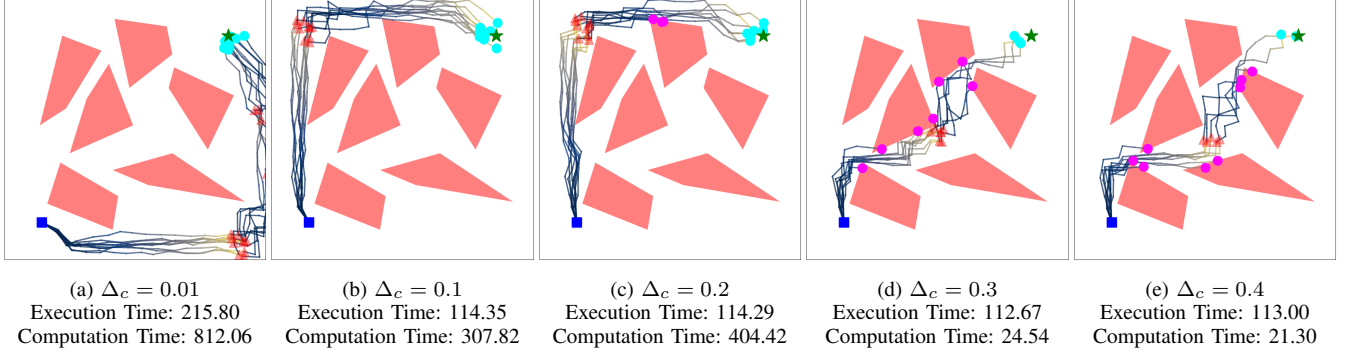 (a) Δc = 0.01
Execution Time: 215.80
Computation Time: 812.06
(b) Δc = 0.1
Execution Time: 114.35
Computation Time: 307.82
(c) Δc = 0.2
Execution Time: 114.29
Computation Time: 404.42
(d) Δc = 0.3
Execution Time: 112.67
Computation Time: 24.54
(e) Δc = 0.4
Execution Time: 113.00
Computation Time: 21.30